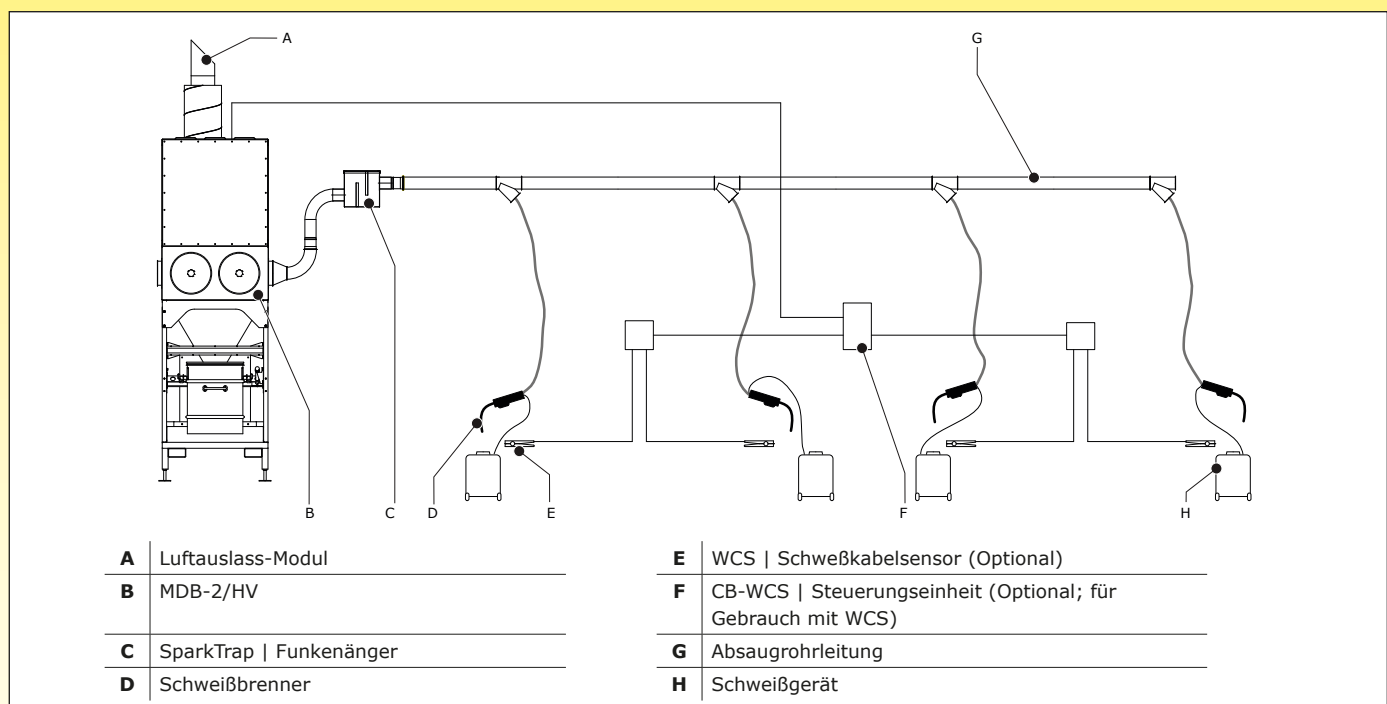 A
G
B
C
D
E
F
H
A Luftauslass-Modul
B MDB-2/HV
C SparkTrap | Funkenänger
D Schweißbrenner
E WCS | Schweßkabelsensor (Optional)
F CB-WCS | Steuerungseinheit (Optional; für
Gebrauch mit WCS)
G Absaugrohrleitung
H Schweißgerät